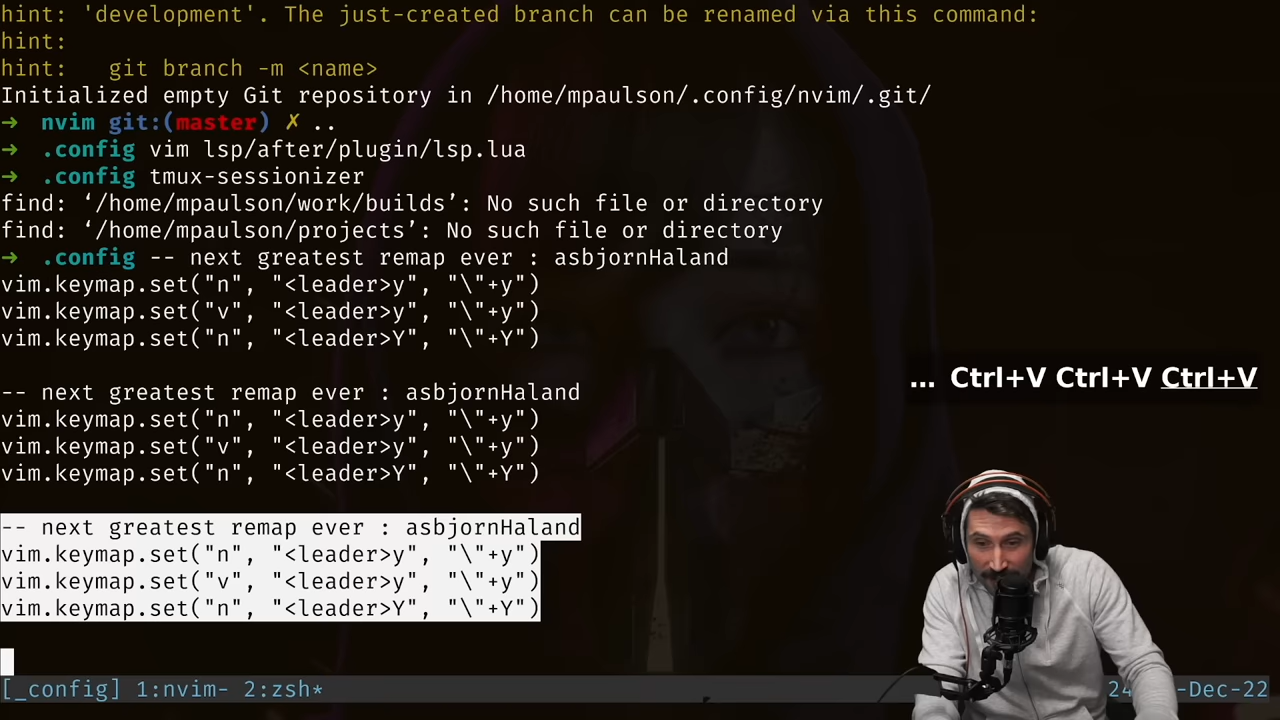 hint: 'development'. The just-created branch can be renamed via this command:
hint:
hint:   git branch -m <name>
Initialized empty Git repository in /home/mpaulson/.config/nvim/.git/
→  nvim git:(master) ✗ ..
→  .config vim lsp/after/plugin/lsp.lua
→  .config tmux-sessionizer
find: ‘/home/mpaulson/work/builds’: No such file or directory
find: ‘/home/mpaulson/projects’: No such file or directory
→  .config -- next greatest remap ever : asbjornHaland
vim.keymap.set("n", "<leader>y", "\"+y")
vim.keymap.set("v", "<leader>y", "\"+y")
vim.keymap.set("n", "<leader>Y", "\"+Y")
-- next greatest remap ever : asbjornHaland
vim.keymap.set("n", "<leader>y", "\"+y")
vim.keymap.set("v", "<leader>y", "\"+y")
vim.keymap.set("n", "<leader>Y", "\"+Y")
... Ctrl+V Ctrl+V Ctrl+V
-- next greatest remap ever : asbjornHaland
vim.keymap.set("n", "<leader>y", "\"+y")
vim.keymap.set("v", "<leader>y", "\"+y")
vim.keymap.set("n", "<leader>Y", "\"+Y")
[_config] 1:nvim- 2:zsh* -Dec-22